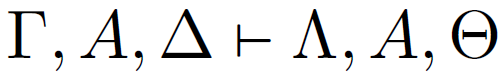 Γ, A, Δ ⊢ Λ, A, Θ